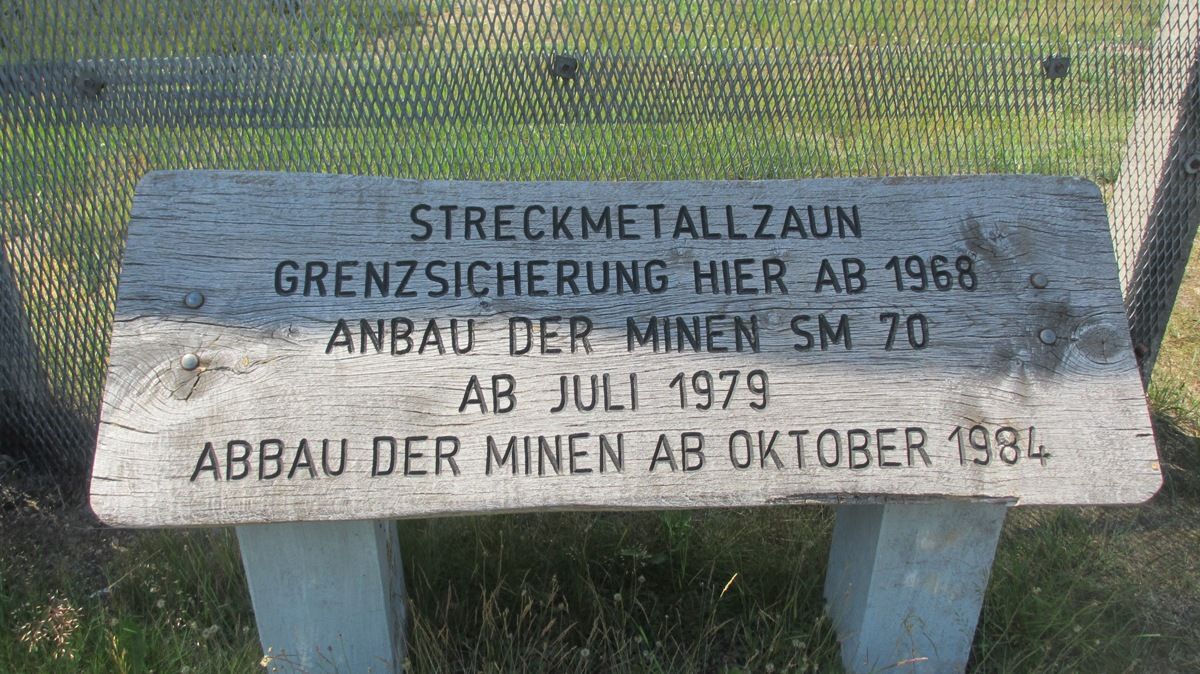 STRECKMETALLZAUN
GRENZSICHERUNG HIER AB 1968
ANBAU DER MINEN SM 70
AB JULI 1979
ABBAU DER MINEN AB OKTOBER 1984